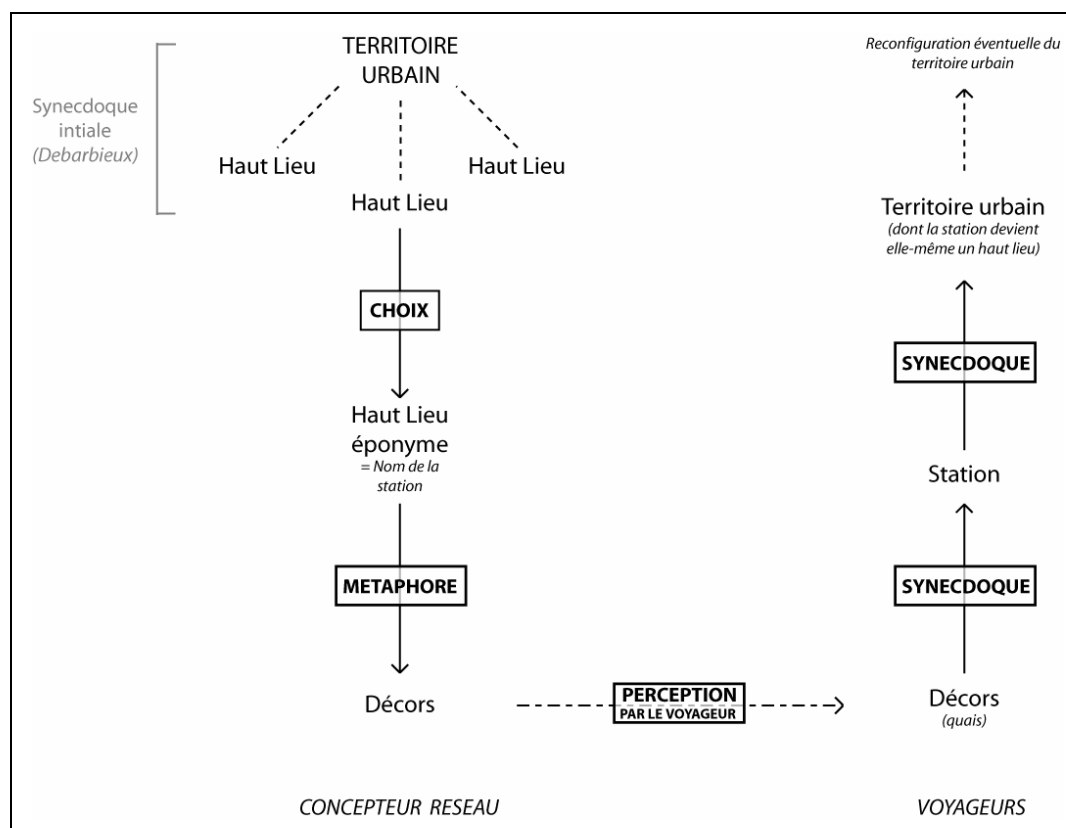 TERRITOIRE
URBAIN
Synecdoque
intiale
(Debarbieux)
Haut Lieu
Haut Lieu
Haut Lieu
CHOIX
Haut Lieu
éponyme
= Nom de la
station
METAPHORE
Décors
PERCEPTION
PAR LE VOYAGEUR
Décors
(quais)
SYNECDOQUE
Station
SYNECDOQUE
Territoire urbain
(dont la station devient
elle-même un haut lieu)
Reconfiguration éventuelle du
territoire urbain
CONCEPTEUR RESEAU
VOYAGEURS